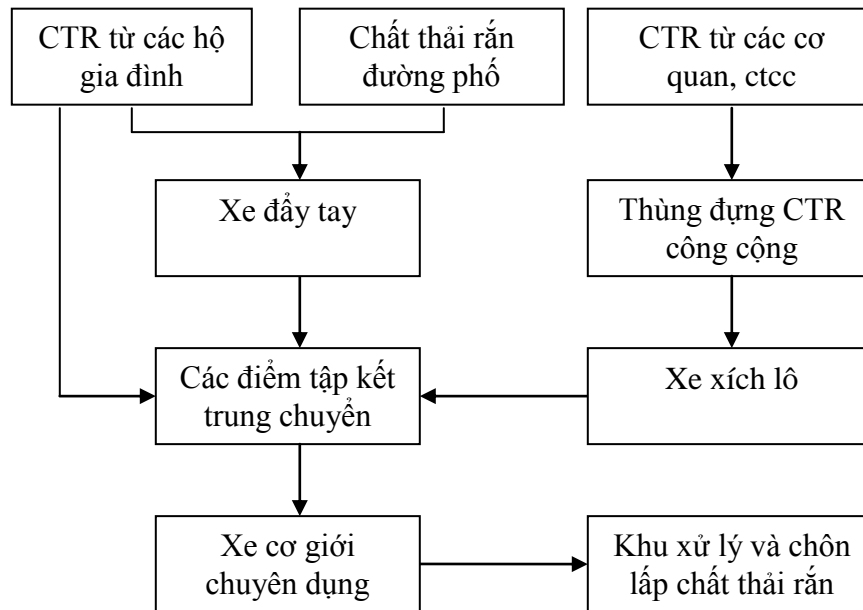 CTR từ các hộ
gia đình
Chất thải rắn
đường phố
CTR từ các cơ
quan, ctcc
Xe đẩy tay
Thùng đựng CTR
công cộng
Các điểm tập kết
trung chuyển
Xe xích lô
Xe cơ giới
chuyên dụng
Khu xử lý và chôn
lấp chất thải rắn